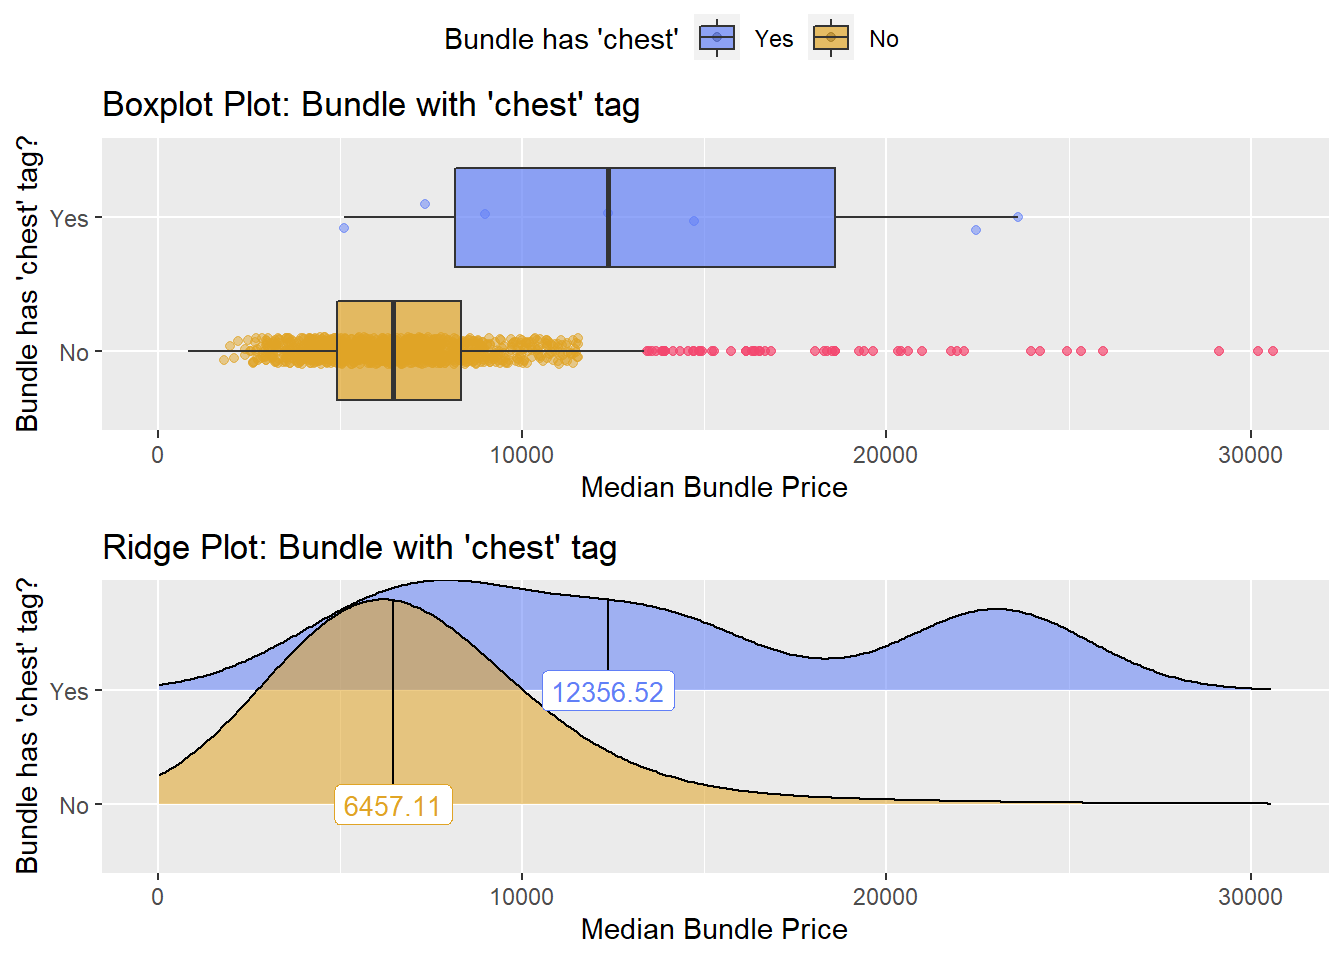 Bundle has 'chest' Yes No
Boxplot Plot: Bundle with 'chest' tag
Bundle has 'chest' tag?
Yes
No
0 10000 20000 30000
Median Bundle Price
Ridge Plot: Bundle with 'chest' tag
Bundle has 'chest' tag?
Yes
12356.52
No
6457.11
0 10000 20000 30000
Median Bundle Price